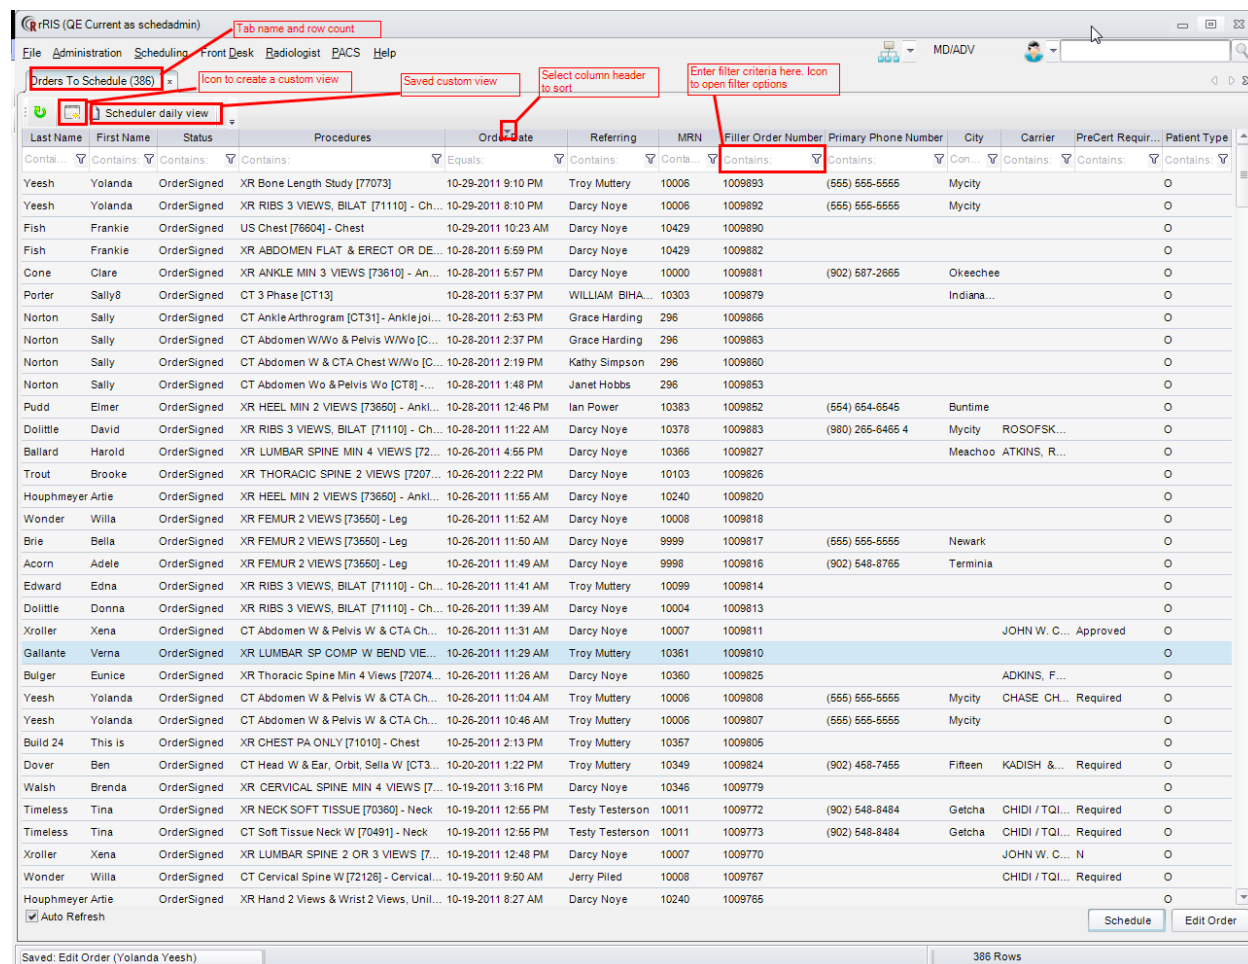 rRIS (QE Current as schedadmin)
Tab name and row count
File Administration Scheduling Front Desk Radiologist PACS Help
MD/ADV
Orders To Schedule (386) x
Icon to create a custom view
Saved custom view
Select column header
to sort
Enter filter criteria here. Icon
to open filter options
Scheduler daily view
Last Name First Name Status Procedures Order Date Referring MRN Filler Order Number Primary Phone Number City Carrier PreCert Requir... Patient Type
Contai... Contains: Contains: Contains: Equals: Contains: Conta... Contains: Contains: Con... Contains: Contains: Contains:
Yeesh Yolanda OrderSigned XR Bone Length Study [77073] 10-29-2011 9:10 PM Troy Muttery 10006 1009893 (555) 555-5555 Mycity O
Yeesh Yolanda OrderSigned XR RIBS 3 VIEWS, BILAT [71110] - Ch... 10-29-2011 8:10 PM Darcy Noye 10006 1009892 (555) 555-5555 Mycity O
Fish Frankie OrderSigned US Chest [76604] - Chest 10-29-2011 10:23 AM Darcy Noye 10429 1009890 O
Fish Frankie OrderSigned XR ABDOMEN FLAT & ERECT OR DE... 10-28-2011 5:59 PM Darcy Noye 10429 1009882 O
Cone Clare OrderSigned XR ANKLE MIN 3 VIEWS [73610] - An... 10-28-2011 5:57 PM Darcy Noye 10000 1009881 (902) 587-2665 Okeechee O
Porter Sally8 OrderSigned CT 3 Phase [CT13] 10-28-2011 5:37 PM WILLIAM BIHA... 10303 1009879 Indiana... O
Norton Sally OrderSigned CT Ankle Arthrogram [CT31] - Ankle joi... 10-28-2011 2:53 PM Grace Harding 296 1009866 O
Norton Sally OrderSigned CT Abdomen W/Wo & Pelvis W/Wo [C... 10-28-2011 2:37 PM Grace Harding 296 1009863 O
Norton Sally OrderSigned CT Abdomen W & CTA Chest W/Wo [C... 10-28-2011 2:19 PM Kathy Simpson 296 1009860 O
Norton Sally OrderSigned CT Abdomen Wo & Pelvis Wo [CT8] -... 10-28-2011 1:48 PM Janet Hobbs 296 1009853 O
Pudd Elmer OrderSigned XR HEEL MIN 2 VIEWS [73650] - Ankl... 10-28-2011 12:46 PM Ian Power 10383 1009852 (554) 654-6545 Buntime O
Dolittle David OrderSigned XR RIBS 3 VIEWS, BILAT [71110] - Ch... 10-28-2011 11:22 AM Darcy Noye 10378 1009883 (980) 265-6465 4 Mycity ROSOFSK... O
Ballard Harold OrderSigned XR LUMBAR SPINE MIN 4 VIEWS [72... 10-26-2011 4:55 PM Darcy Noye 10366 1009827 Meachoo ATKINS, R... O
Trout Brooke OrderSigned XR THORACIC SPINE 2 VIEWS [7207... 10-26-2011 2:22 PM Darcy Noye 10103 1009826 O
Houphmeyer Artie OrderSigned XR HEEL MIN 2 VIEWS [73650] - Ankl... 10-26-2011 11:55 AM Darcy Noye 10240 1009820 O
Wonder Willa OrderSigned XR FEMUR 2 VIEWS [73550] - Leg 10-26-2011 11:52 AM Darcy Noye 10008 1009818 O
Brie Bella OrderSigned XR FEMUR 2 VIEWS [73550] - Leg 10-26-2011 11:50 AM Darcy Noye 9999 1009817 (555) 555-5555 Newark O
Acorn Adele OrderSigned XR FEMUR 2 VIEWS [73550] - Leg 10-26-2011 11:49 AM Darcy Noye 9998 1009816 (902) 548-8765 Terminia O
Edward Edna OrderSigned XR RIBS 3 VIEWS, BILAT [71110] - Ch... 10-26-2011 11:41 AM Troy Muttery 10099 1009814 O
Dolittle Donna OrderSigned XR RIBS 3 VIEWS, BILAT [71110] - Ch... 10-26-2011 11:39 AM Darcy Noye 10004 1009813 O
Xroller Xena OrderSigned CT Abdomen W & Pelvis W & CTA Ch... 10-26-2011 11:31 AM Darcy Noye 10007 1009811 JOHN W. C... Approved O
Gallante Verna OrderSigned XR LUMBAR SP COMP W BEND VIE... 10-26-2011 11:29 AM Troy Muttery 10361 1009810 O
Bulger Eunice OrderSigned XR Thoracic Spine Min 4 Views [72074... 10-26-2011 11:26 AM Darcy Noye 10360 1009825 ADKINS, F... O
Yeesh Yolanda OrderSigned CT Abdomen W & Pelvis W & CTA Ch... 10-26-2011 11:04 AM Troy Muttery 10006 1009808 (555) 555-5555 Mycity CHASE CH... Required O
Yeesh Yolanda OrderSigned CT Abdomen W & Pelvis W & CTA Ch... 10-26-2011 10:46 AM Troy Muttery 10006 1009807 (555) 555-5555 Mycity O
Build 24 This is OrderSigned XR CHEST PA ONLY [71010] - Chest 10-25-2011 2:13 PM Troy Muttery 10357 1009805 O
Dover Ben OrderSigned CT Head W & Ear, Orbit, Sella W [CT3... 10-20-2011 1:22 PM Troy Muttery 10349 1009824 (902) 458-7455 Fifteen KADISH &... Required O
Walsh Brenda OrderSigned XR CERVICAL SPINE MIN 4 VIEWS [7... 10-19-2011 3:16 PM Darcy Noye 10346 1009779 O
Timeless Tina OrderSigned XR NECK SOFT TISSUE [70360] - Neck 10-19-2011 12:55 PM Testy Testerson 10011 1009772 (902) 548-8484 Getcha CHIDI / TQI... Required O
Timeless Tina OrderSigned CT Soft Tissue Neck W [70491] - Neck 10-19-2011 12:55 PM Testy Testerson 10011 1009773 (902) 548-8484 Getcha CHIDI / TQI... Required O
Xroller Xena OrderSigned XR LUMBAR SPINE 2 OR 3 VIEWS [7... 10-19-2011 12:48 PM Darcy Noye 10007 1009770 JOHN W. C... N O
Wonder Willa OrderSigned CT Cervical Spine W [72126] - Cervical... 10-19-2011 9:50 AM Jerry Piled 10008 1009767 CHIDI / TQI... Required O
Houphmeyer Artie OrderSigned XR Hand 2 Views & Wrist 2 Views, Unil... 10-19-2011 8:27 AM Darcy Noye 10240 1009765 O
Auto Refresh
Schedule Edit Order
Saved: Edit Order (Yolanda Yeesh) 386 Rows